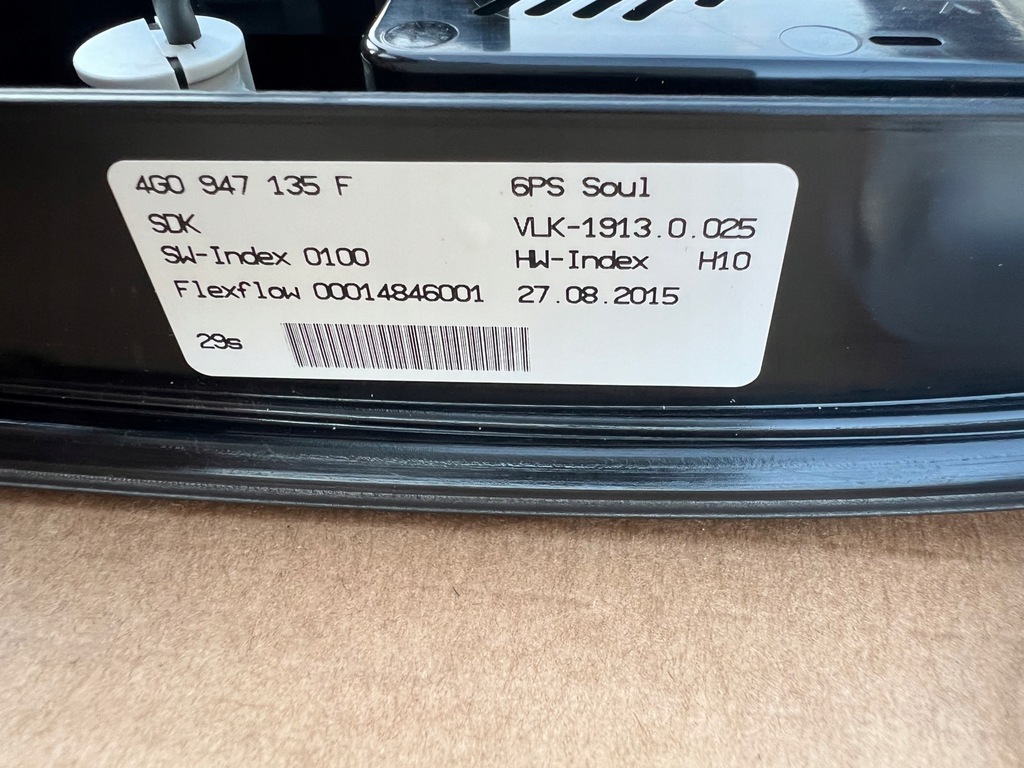 4G0 947 135 F 6PS Soul
SDK VLK-1913.0.025
SW-Index 0100 HW-Index H10
Flexflow 00014846001 27.08.2015
29s